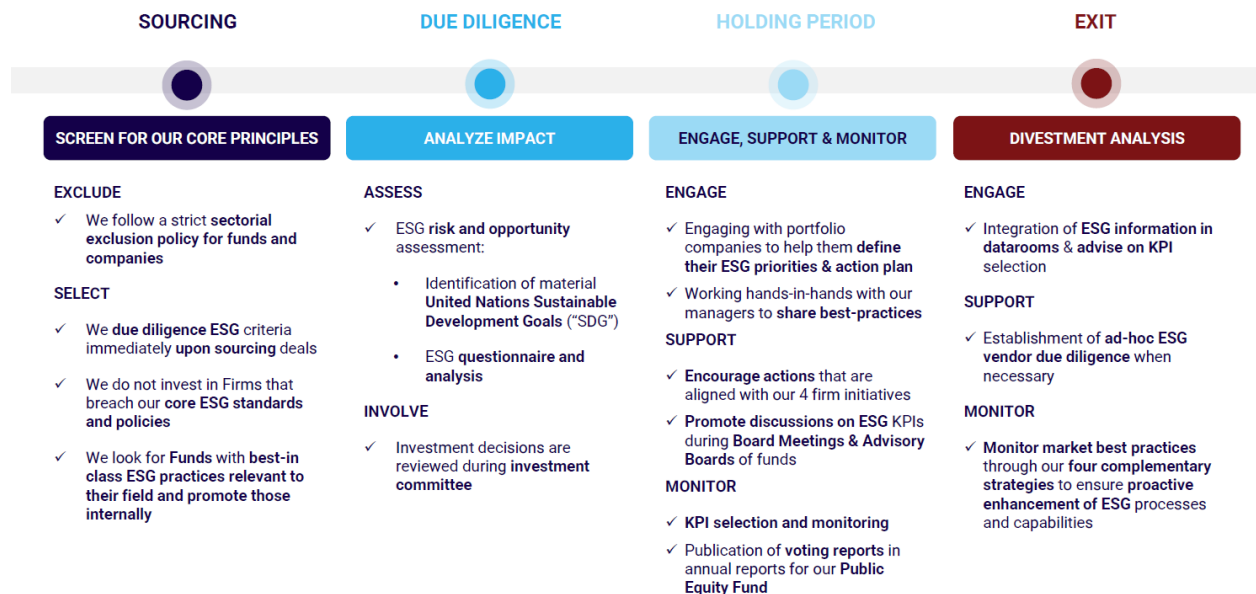 SOURCING
DUE DILIGENCE
HOLDING PERIOD
EXIT
SCREEN FOR OUR CORE PRINCIPLES
ANALYZE IMPACT
ENGAGE, SUPPORT & MONITOR
DIVESTMENT ANALYSIS
EXCLUDE
✓ We follow a strict sectorial
exclusion policy for funds and
companies
SELECT
✓ We due diligence ESG criteria
immediately upon sourcing deals
✓ We do not invest in Firms that
breach our core ESG standards
and policies
✓ We look for Funds with best-in
class ESG practices relevant to
their field and promote those
internally
ASSESS
✓ ESG risk and opportunity
assessment:
• Identification of material
United Nations Sustainable
Development Goals (“SDG”)
• ESG questionnaire and
analysis
INVOLVE
✓ Investment decisions are
reviewed during investment
committee
ENGAGE
✓ Engaging with portfolio
companies to help them define
their ESG priorities & action plan
✓ Working hands-in-hands with our
managers to share best-practices
SUPPORT
✓ Encourage actions that are
aligned with our 4 firm initiatives
✓ Promote discussions on ESG KPIs
during Board Meetings & Advisory
Boards of funds
MONITOR
✓ KPI selection and monitoring
✓ Publication of voting reports in
annual reports for our Public
Equity Fund
ENGAGE
✓ Integration of ESG information in
datarooms & advise on KPI
selection
SUPPORT
✓ Establishment of ad-hoc ESG
vendor due diligence when
necessary
MONITOR
✓ Monitor market best practices
through our four complementary
strategies to ensure proactive
enhancement of ESG processes
and capabilities